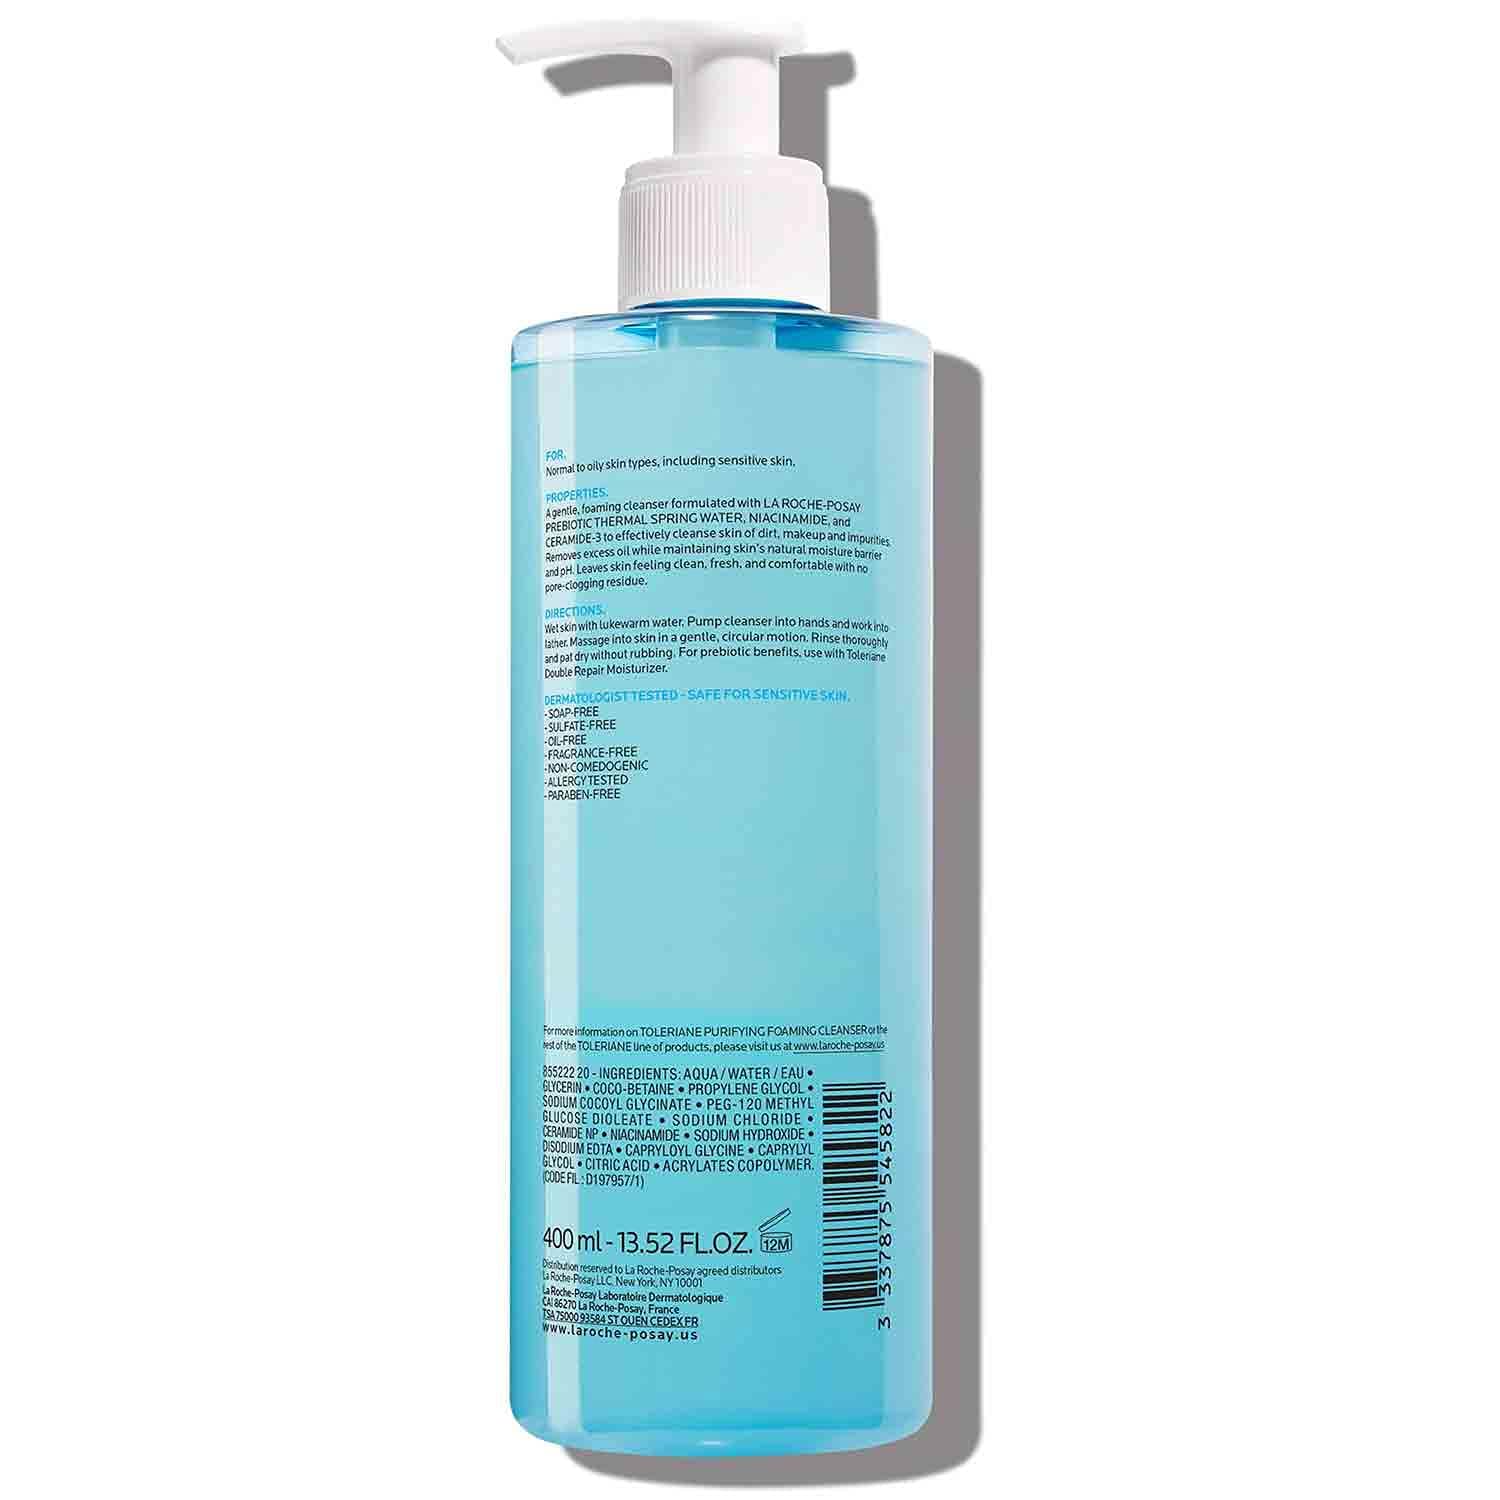 FOR.
Normal to oily skin types, including sensitive skin.
PROPERTIES.
A gentle, foaming cleanser formulated with LA ROCHE-POSAY
PREBIOTIC THERMAL SPRING WATER, NIACINAMIDE, and
CERAMIDE-3 to effectively cleanse skin of dirt, makeup and impurities.
Removes excess oil while maintaining skin's natural moisture barrier
and pH. Leaves skin feeling clean, fresh, and comfortable with no
pore-clogging residue.
DIRECTIONS.
Wet skin with lukewarm water. Pump cleanser into hands and work into
lather. Massage into skin in a gentle, circular motion. Rinse thoroughly
and pat dry without rubbing. For prebiotic benefits, use with Toleriane
Double Repair Moisturizer.
DERMATOLOGIST TESTED - SAFE FOR SENSITIVE SKIN.
- SOAP-FREE
- SULFATE-FREE
- OIL-FREE
- FRAGRANCE-FREE
- NON-COMEDOGENIC
- ALLERGY TESTED
- PARABEN-FREE
For more information on TOLERIANE PURIFYING FOAMING CLEANSER or the
rest of the TOLERIANE line of products, please visit us at www.laroche-posay.us
855222 20 - INGREDIENTS: AQUA / WATER / EAU •
GLYCERIN • COCO-BETAINE • PROPYLENE GLYCOL •
SODIUM COCOYL GLYCINATE • PEG-120 METHYL
GLUCOSE DIOLEATE • SODIUM CHLORIDE •
CERAMIDE NP • NIACINAMIDE • SODIUM HYDROXIDE •
DISODIUM EDTA • CAPRYLOYL GLYCINE • CAPRYLYL
GLYCOL • CITRIC ACID • ACRYLATES COPOLYMER.
(CODE FIL : D197957/1)
400 ml - 13.52 FL.OZ.
12M
Distribution reserved to La Roche-Posay agreed distributors
La Roche-Posay LLC, New York, NY 10001
La Roche-Posay Laboratoire Dermatologique
CAI 86270 La Roche-Posay, France
TSA 75000 93584 ST OUEN CEDEX FR
www.laroche-posay.us
3 337875 545822